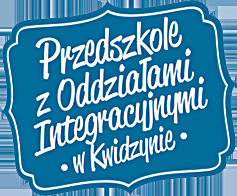 Przedszkole
z Oddziałami
Integracyjnymi
• w Kwidzynie •